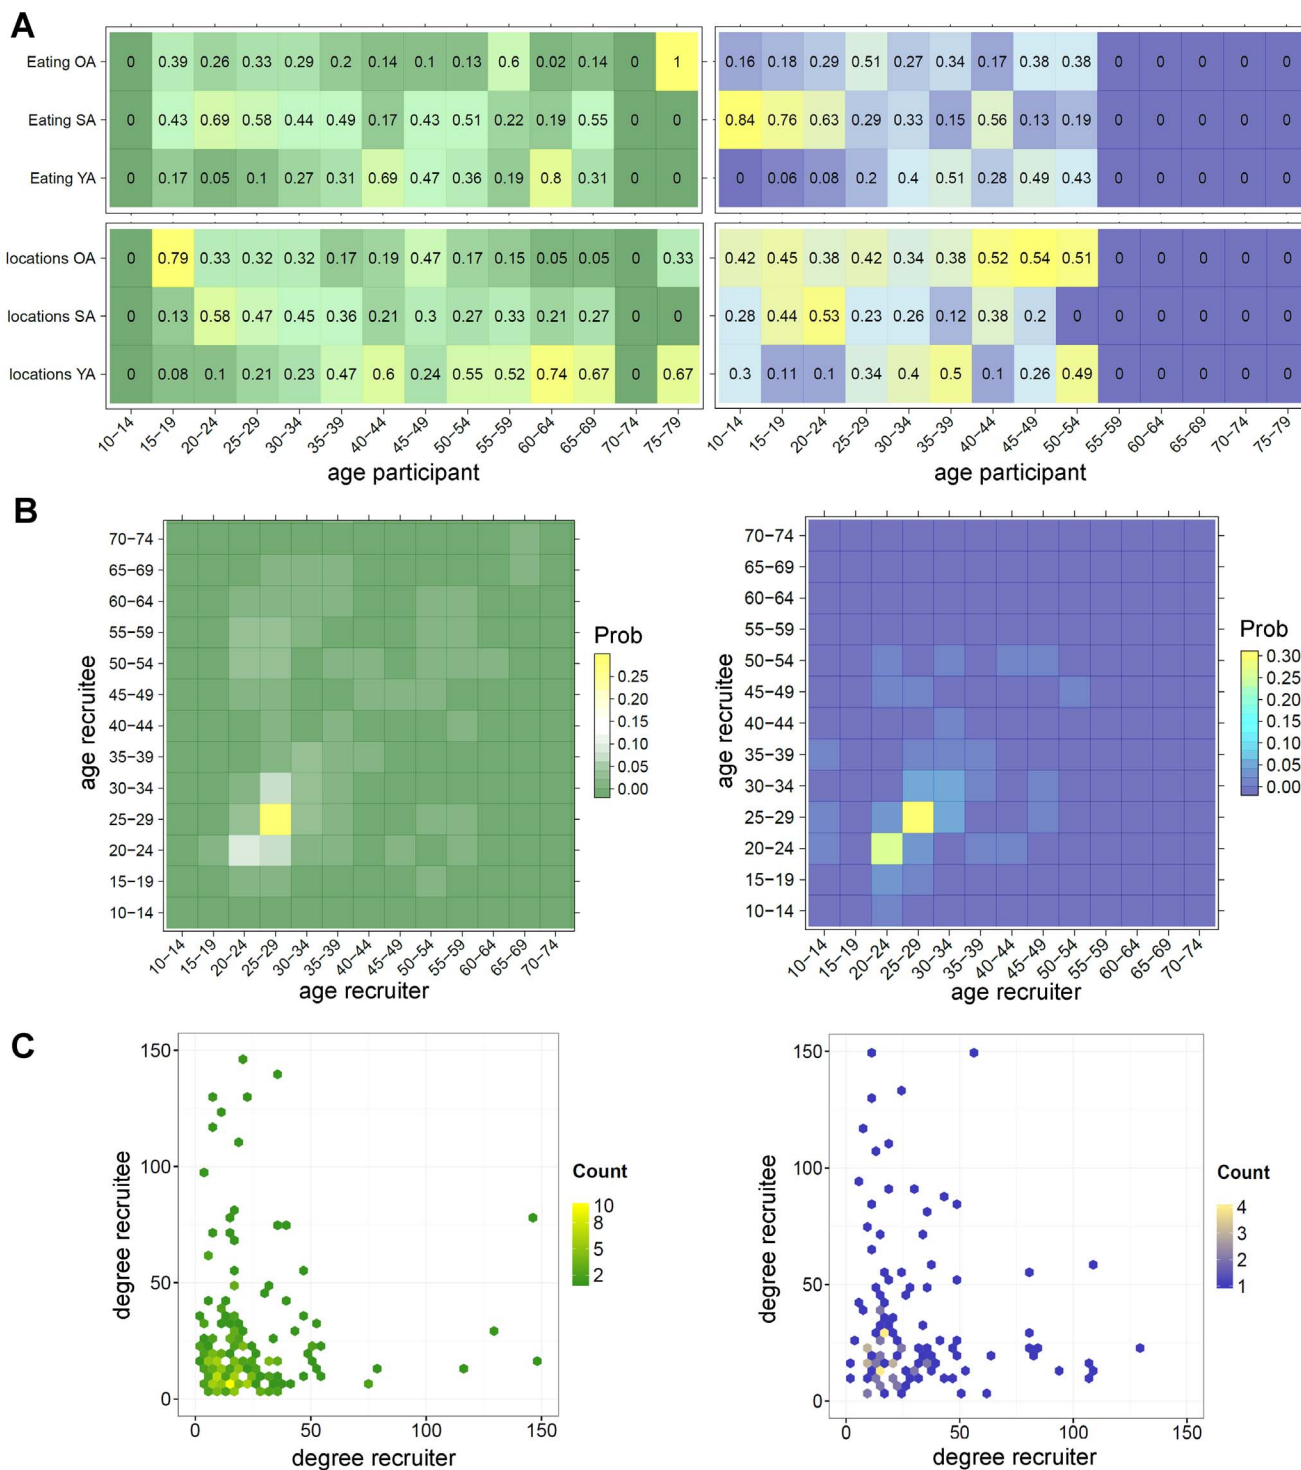 A
Eating OA 0 0.39 0.26 0.33 0.29 0.2 0.14 0.1 0.13 0.6 0.02 0.14 0 1
Eating SA 0 0.43 0.69 0.58 0.44 0.49 0.17 0.43 0.51 0.22 0.19 0.55 0 0
Eating YA 0 0.17 0.05 0.1 0.27 0.31 0.69 0.47 0.36 0.19 0.8 0.31 0 0
locations OA 0 0.79 0.33 0.32 0.32 0.17 0.19 0.47 0.17 0.15 0.05 0.05 0 0.33
locations SA 0 0.13 0.58 0.47 0.45 0.36 0.21 0.3 0.27 0.33 0.21 0.27 0 0
locations YA 0 0.08 0.1 0.21 0.23 0.47 0.6 0.24 0.55 0.52 0.74 0.67 0 0.67
10−14 15−19 20−24 25−29 30−34 35−39 40−44 45−49 50−54 55−59 60−64 65−69 70−74 75−79
age participant
0.16 0.18 0.29 0.51 0.27 0.34 0.17 0.38 0.38 0 0 0 0 0
0.84 0.76 0.63 0.29 0.33 0.15 0.56 0.13 0.19 0 0 0 0 0
0 0.06 0.08 0.2 0.4 0.51 0.28 0.49 0.43 0 0 0 0 0
0.42 0.45 0.38 0.42 0.34 0.38 0.52 0.54 0.51 0 0 0 0 0
0.28 0.44 0.53 0.23 0.26 0.12 0.38 0.2 0 0 0 0 0 0
0.3 0.11 0.1 0.34 0.4 0.5 0.1 0.26 0.49 0 0 0 0 0
10−14 15−19 20−24 25−29 30−34 35−39 40−44 45−49 50−54 55−59 60−64 65−69 70−74 75−79
age participant
B
age recruitee
70−74
65−69
60−64
55−59
50−54
45−49
40−44
35−39
30−34
25−29
20−24
15−19
10−14
10−14 15−19 20−24 25−29 30−34 35−39 40−44 45−49 50−54 55−59 60−64 65−69 70−74
age recruiter
Prob
0.25
0.20
0.15
0.10
0.05
0.00
age recruitee
70−74
65−69
60−64
55−59
50−54
45−49
40−44
35−39
30−34
25−29
20−24
15−19
10−14
10−14 15−19 20−24 25−29 30−34 35−39 40−44 45−49 50−54 55−59 60−64 65−69 70−74
age recruiter
Prob
0.30
0.25
0.20
0.15
0.10
0.05
0.00
C
degree recruitee
150
100
50
0
0 50 100 150
degree recruiter
Count
10
8
5
2
degree recruitee
150
100
50
0
0 50 100 150
degree recruiter
Count
4
3
2
1